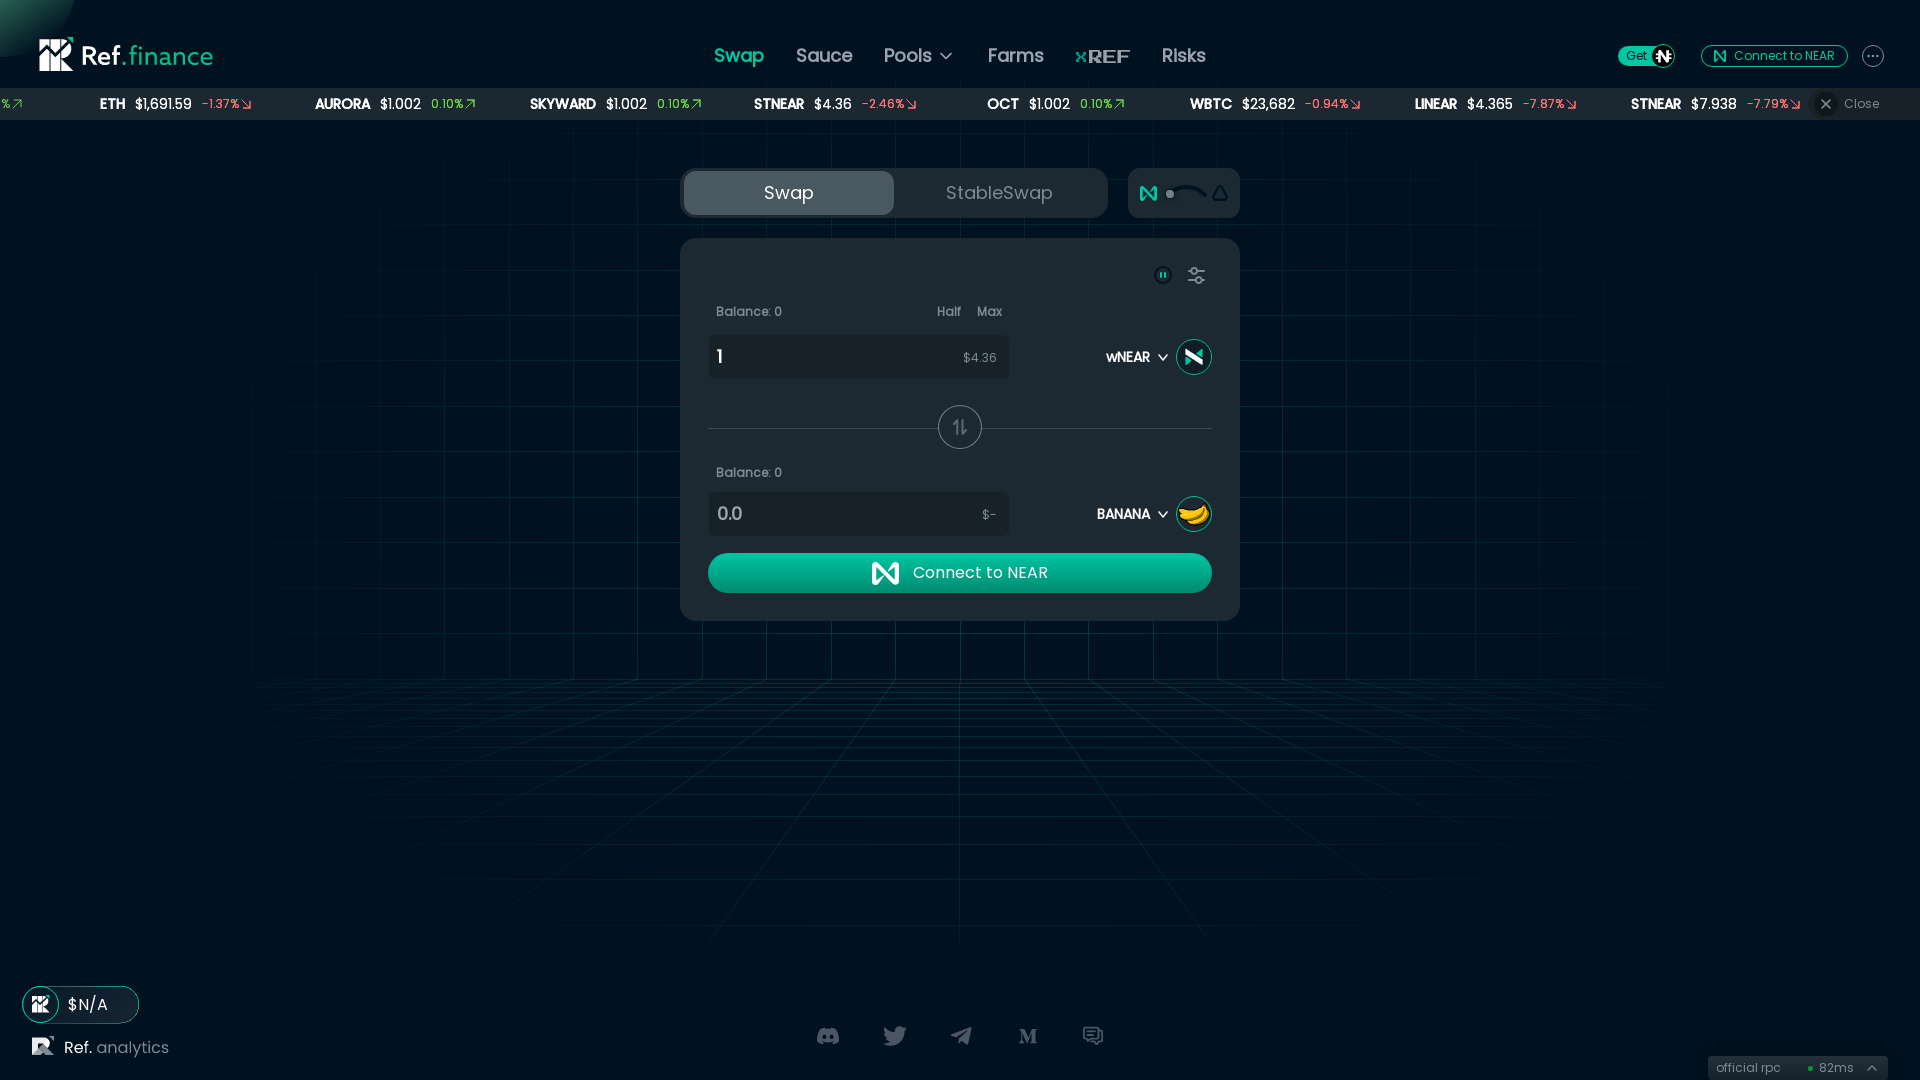 Ref.finance
Swap Sauce Pools Farms xREF Risks
Get
Connect to NEAR
% ETH $1,691.59 -1.37% AURORA $1.002 0.10% SKYWARD $1.002 0.10% STNEAR $4.36 -2.46% OCT $1.002 0.10% WBTC $23,682 -0.94% LINEAR $4.365 -7.87% STNEAR $7.938 -7.79% Close
Swap StableSwap
Balance: 0 Half Max
1 $4.36 wNEAR
Balance: 0
0.0 $- BANANA
Connect to NEAR
$N/A
Ref. analytics
official rpc 82ms